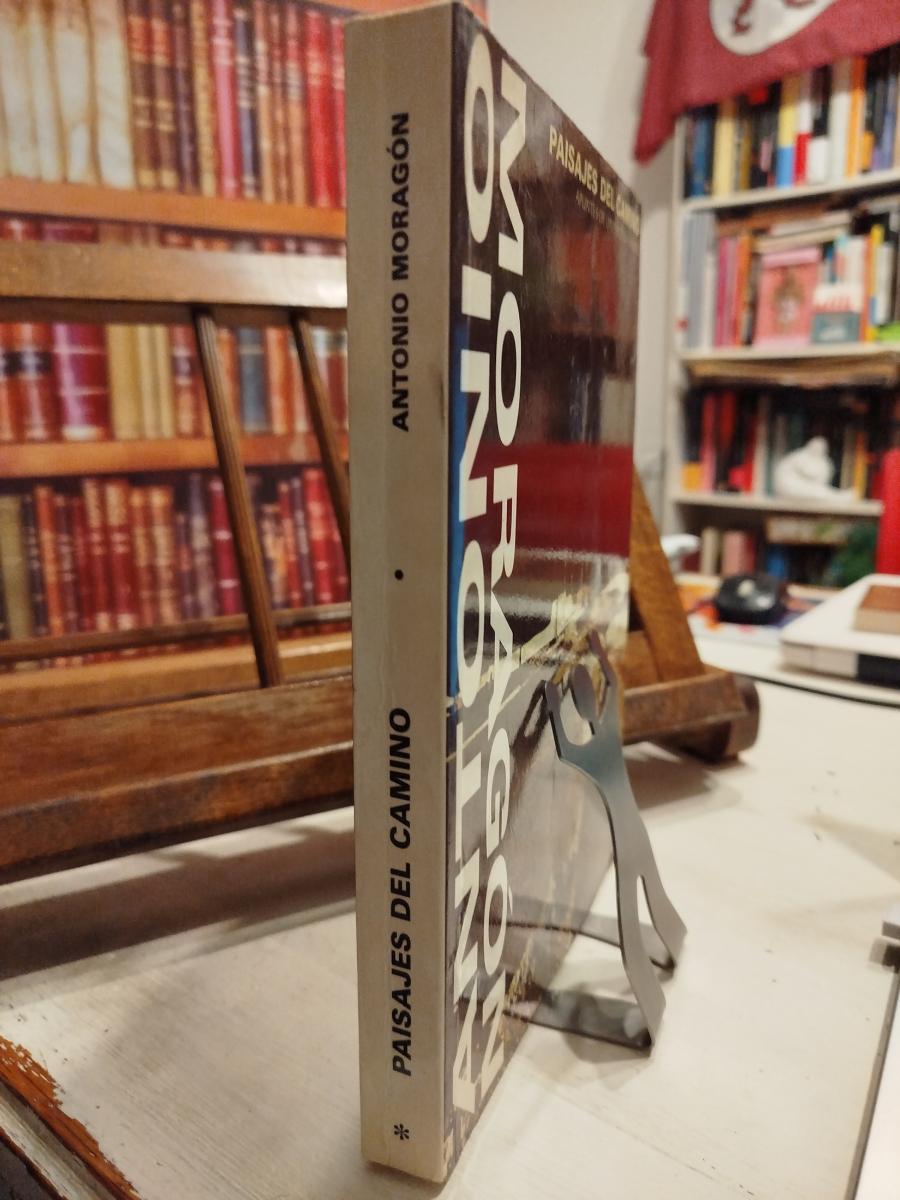 PAISAJES DEL CAMINO • ANTONIO MORAGÓN
*
ANTONIO
MORAGÓN
PAISAJES DEL CAMINO